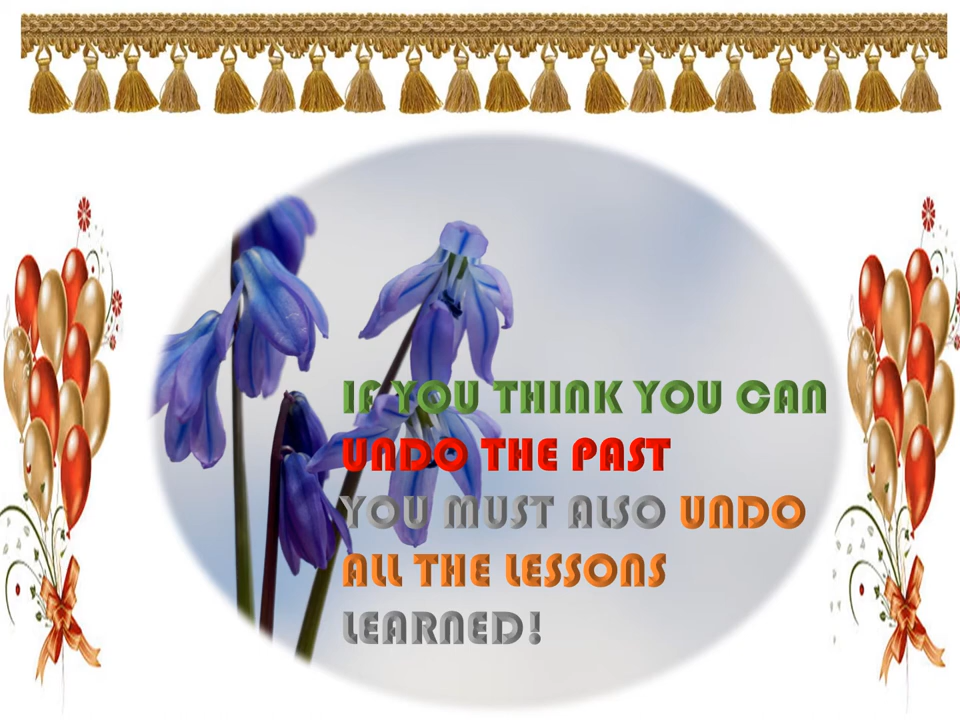 IF YOU THINK YOU CAN
UNDO THE PAST
YOU MUST ALSO UNDO
ALL THE LESSONS
LEARNED!